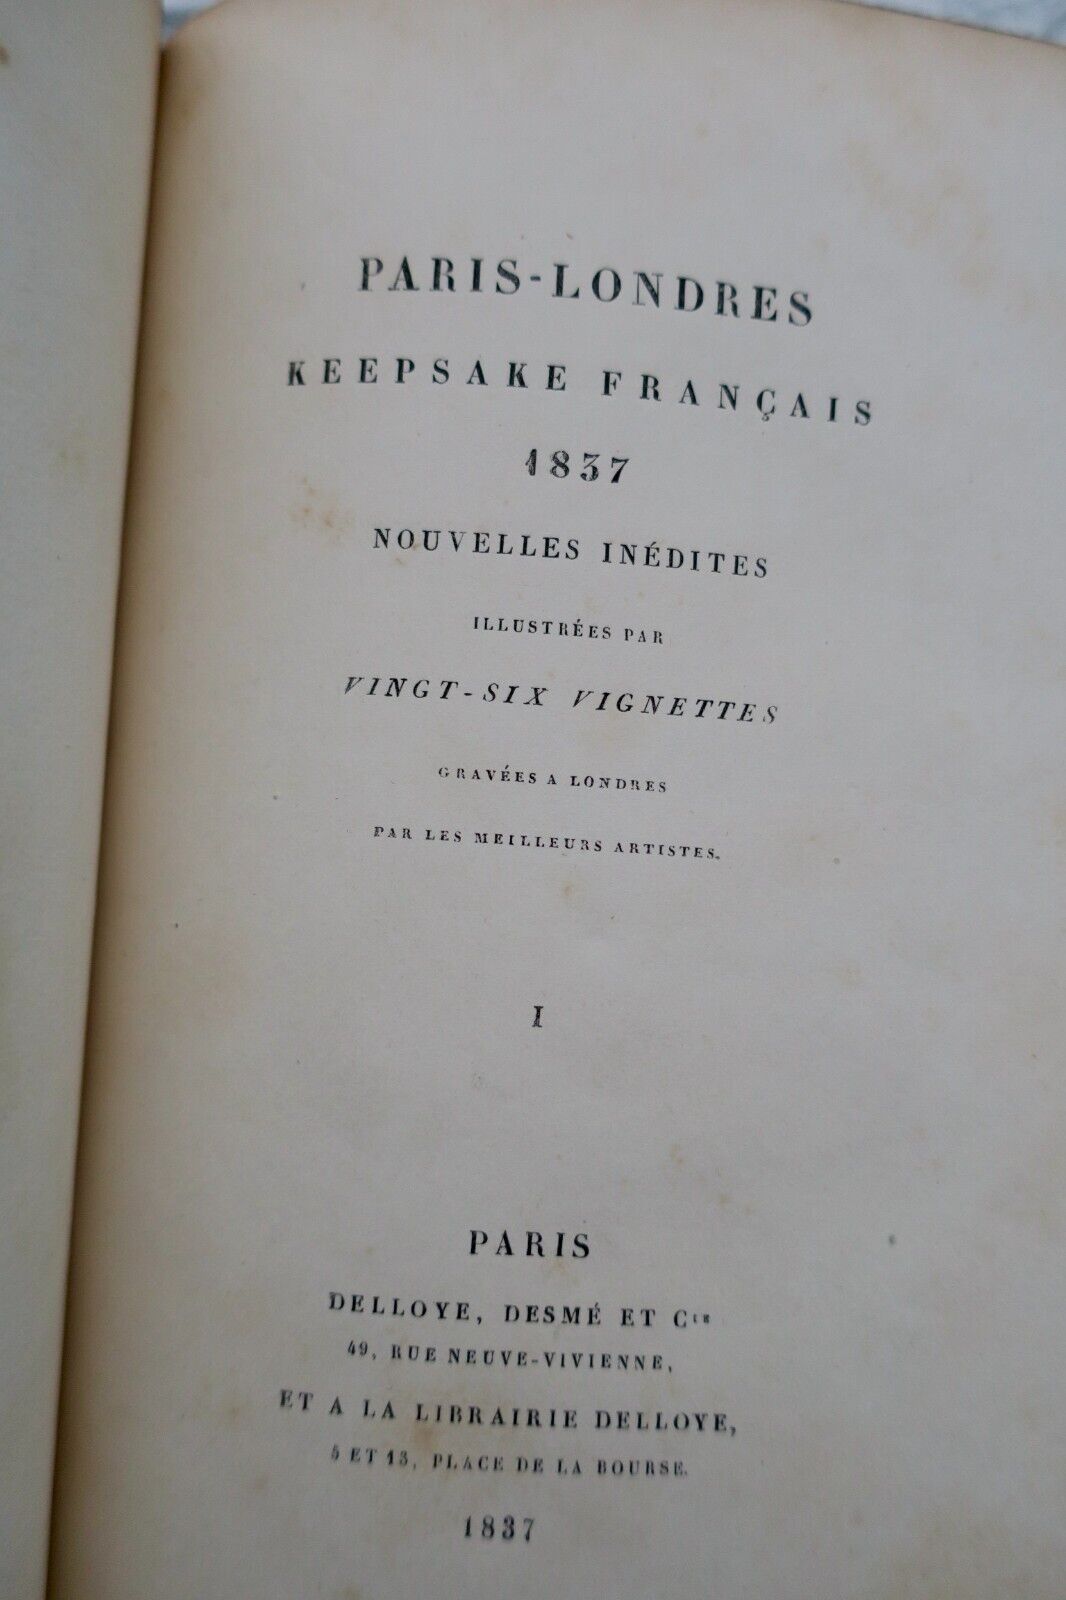 PARIS-LONDRES
KEEPSAKE FRANÇAIS
1837
NOUVELLES INÉDITES
ILLUSTRÉES PAR
VINGT-SIX VIGNETTES
GRAVÉES A LONDRES
PAR LES MEILLEURS ARTISTES.
I
PARIS
DELLOYE, DESMÉ ET Cie
49, RUE NEUVE-VIVIENNE,
ET A LA LIBRAIRIE DELLOYE,
5 ET 13, PLACE DE LA BOURSE.
1837